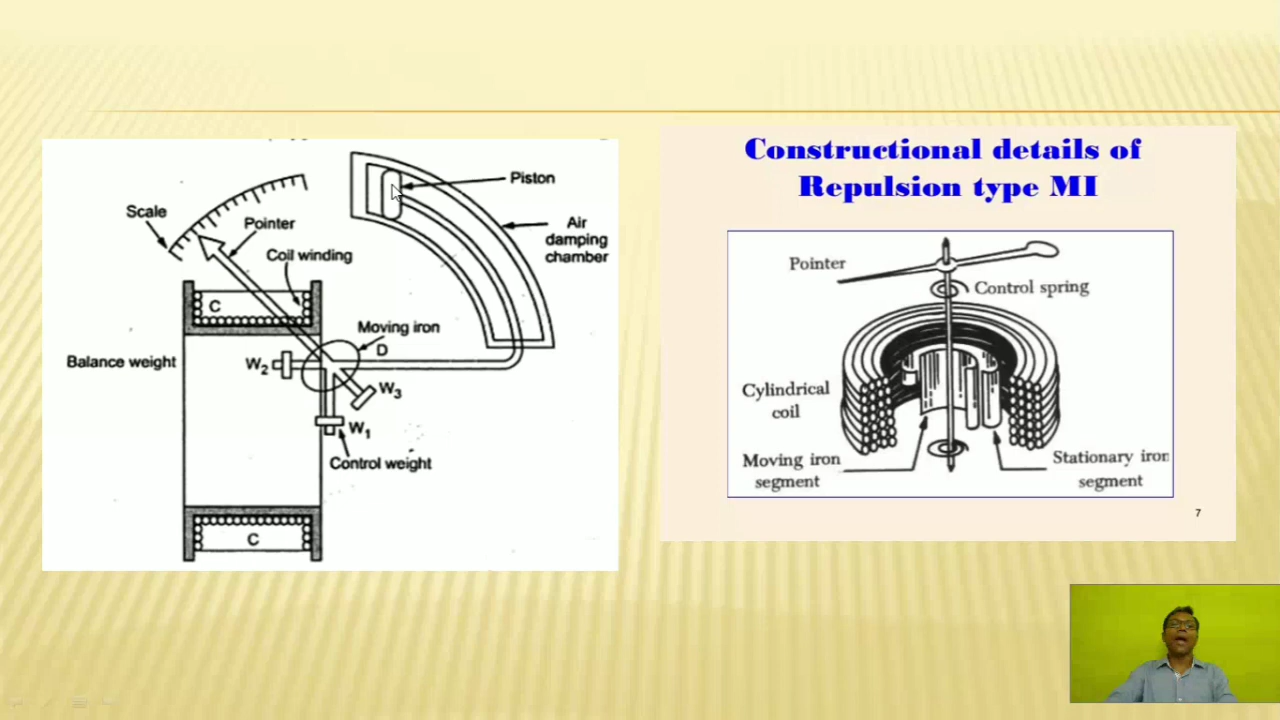 Piston
Scale
Pointer
Air
damping
chamber
Coil winding
C
Moving iron
D
Balance weight
W2
W3
W1
Control weight
C
Constructional details of
Repulsion type MI
Pointer
Control spring
Cylindrical
coil
Moving iron
segment
Stationary iron
segment
7